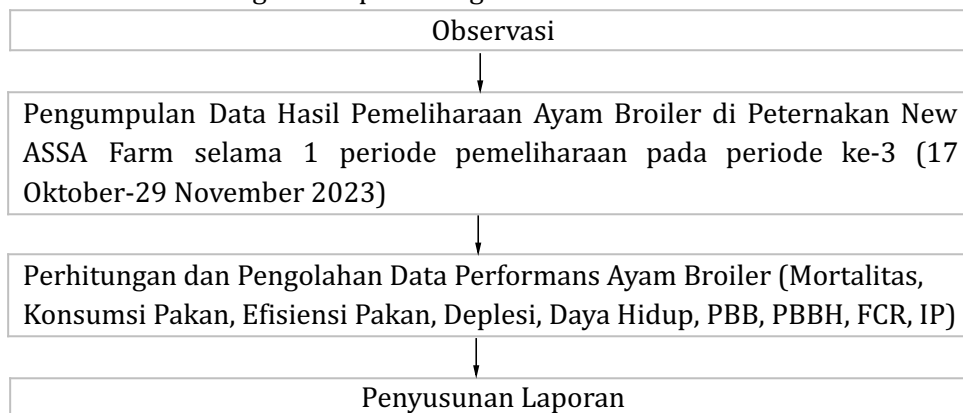 Observasi
Pengumpulan Data Hasil Pemeliharaan Ayam Broiler di Peternakan New
ASSA Farm selama 1 periode pemeliharaan pada periode ke-3 (17
Oktober-29 November 2023)
Perhitungan dan Pengolahan Data Performans Ayam Broiler (Mortalitas,
Konsumsi Pakan, Efisiensi Pakan, Deplesi, Daya Hidup, PBB, PBBH, FCR, IP)
Penyusunan Laporan